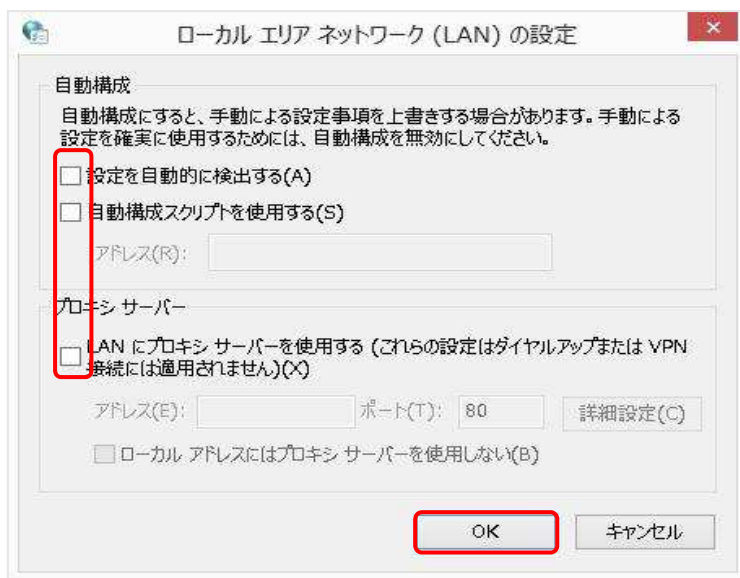 ローカル エリア ネットワーク (LAN) の設定
自動構成
自動構成にすると、手動による設定事項を上書きする場合があります。手動による
設定を確実に使用するためには、自動構成を無効にしてください。
設定を自動的に検出する(A)
自動構成スクリプトを使用する(S)
アドレス(R):
プロキシ サーバー
LAN にプロキシ サーバーを使用する (これらの設定はダイヤルアップまたは VPN
接続には適用されません)(X)
アドレス(E): ポート(T): 80 詳細設定(C)
ローカル アドレスにはプロキシ サーバーを使用しない(B)
OK キャンセル